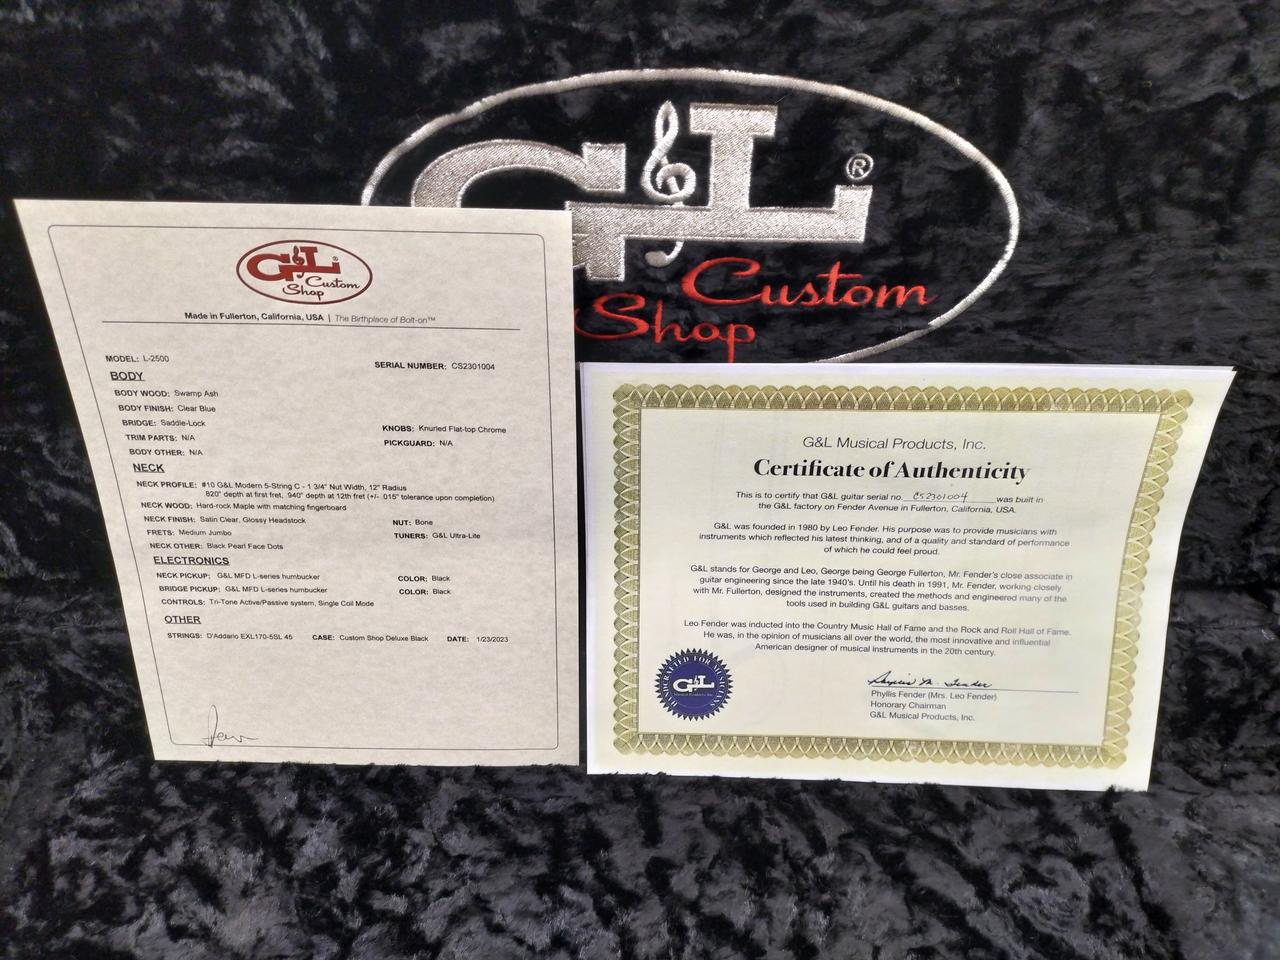 G&L®
Custom
Shop
G&L®
Custom
Shop
Made in Fullerton, California, USA | The Birthplace of Bolt-on™
MODEL: L-2500
SERIAL NUMBER: CS2301004
BODY
BODY WOOD: Swamp Ash
BODY FINISH: Clear Blue
BRIDGE: Saddle-Lock
KNOBS: Knurled Flat-top Chrome
TRIM PARTS: N/A
PICKGUARD: N/A
BODY OTHER: N/A
NECK
NECK PROFILE: #10 G&L Modern 5-String C - 1 3/4" Nut Width, 12" Radius
.820" depth at first fret, .940" depth at 12th fret (+/- .015" tolerance upon completion)
NECK WOOD: Hard-rock Maple with matching fingerboard
NECK FINISH: Satin Clear, Glossy Headstock
NUT: Bone
FRETS: Medium Jumbo
TUNERS: G&L Ultra-Lite
NECK OTHER: Black Pearl Face Dots
ELECTRONICS
NECK PICKUP: G&L MFD L-series humbucker
COLOR: Black
BRIDGE PICKUP: G&L MFD L-series humbucker
COLOR: Black
CONTROLS: Tri-Tone Active/Passive system, Single Coil Mode
OTHER
STRINGS: D'Addario EXL170-5SL 45 CASE: Custom Shop Deluxe Black DATE: 1/23/2023
G&L Musical Products, Inc.
Certificate of Authenticity
This is to certify that G&L guitar serial no. CS2301004 was built in
the G&L factory on Fender Avenue in Fullerton, California, USA.
G&L was founded in 1980 by Leo Fender. His purpose was to provide musicians with
instruments which reflected his latest thinking, and of a quality and standard of performance
of which he could feel proud.
G&L stands for George and Leo, George being George Fullerton, Mr. Fender's close associate in
guitar engineering since the late 1940's. Until his death in 1991, Mr. Fender, working closely
with Mr. Fullerton, designed the instruments, created the methods and engineered many of the
tools used in building G&L guitars and basses.
Leo Fender was inducted into the Country Music Hall of Fame and the Rock and Roll Hall of Fame.
He was, in the opinion of musicians all over the world, the most innovative and influential
American designer of musical instruments in the 20th century.
HANDCRAFTED FOR MUSICIANS
G&L
Musical Products, Inc.
Phyllis M. Fender
Phyllis Fender (Mrs. Leo Fender)
Honorary Chairman
G&L Musical Products, Inc.